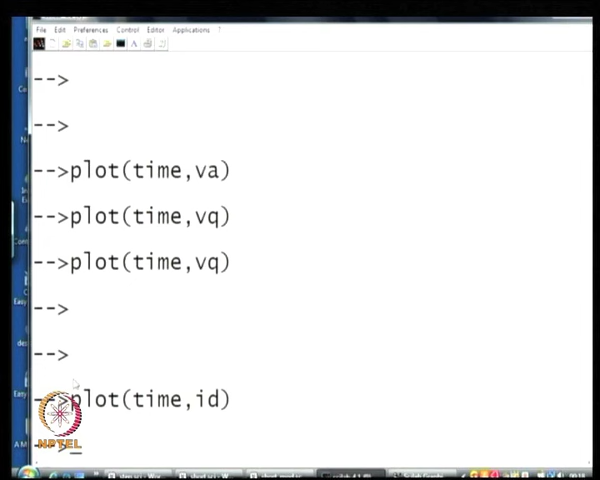 File Edit Preferences Control Editor Applications ?
-->
-->
-->plot(time,va)
-->plot(time,vq)
-->plot(time,vq)
-->
-->
-->plot(time,id)
-->_
NPTEL